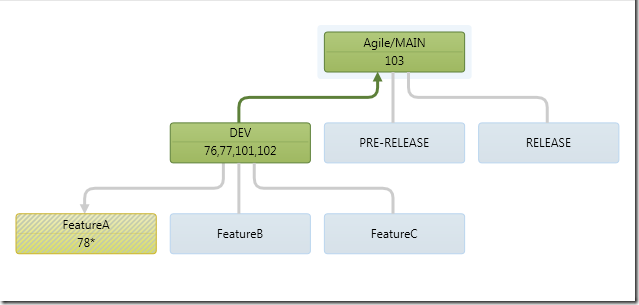 Agile/MAIN
103
DEV
76,77,101,102
PRE-RELEASE
RELEASE
FeatureA
78*
FeatureB
FeatureC